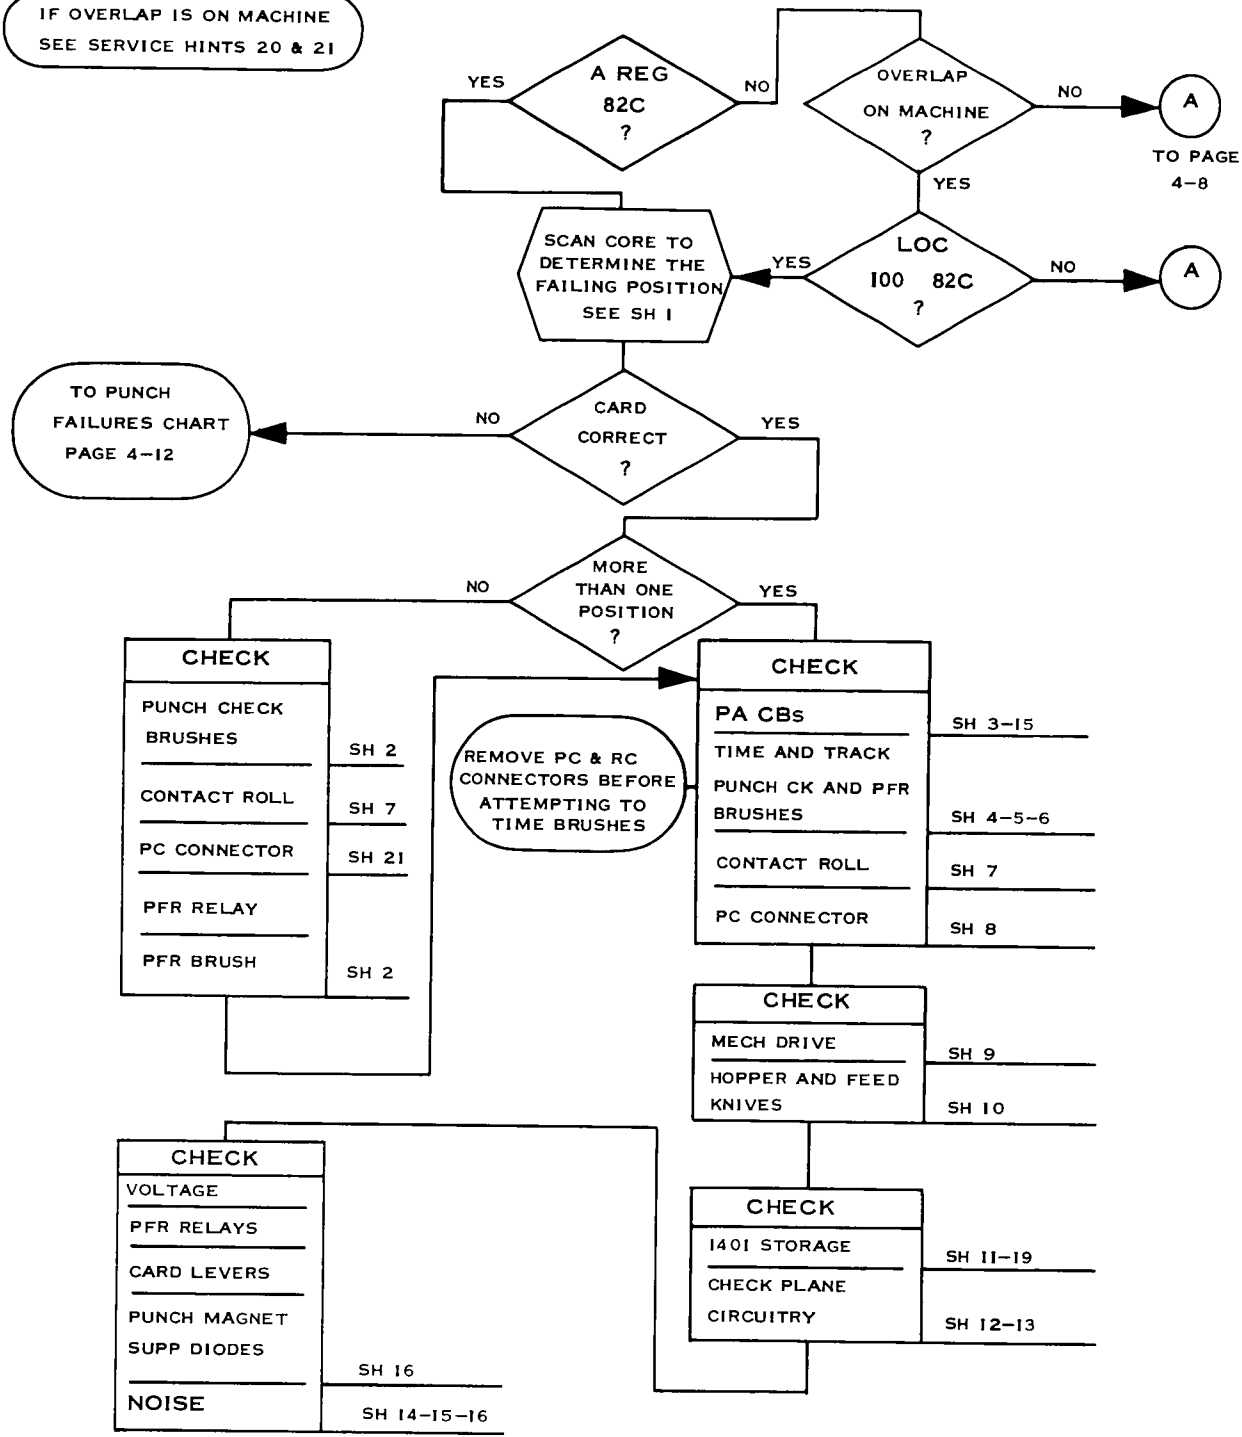 IF OVERLAP IS ON MACHINE
SEE SERVICE HINTS 20 & 21
YES
A REG
82C
?
NO
OVERLAP
ON MACHINE
?
NO
A
TO PAGE
4-8
YES
SCAN CORE TO
DETERMINE THE
FAILING POSITION
SEE SH 1
YES
LOC
100 82C
?
NO
A
TO PUNCH
FAILURES CHART
PAGE 4-12
NO
CARD
CORRECT
?
YES
NO
MORE
THAN ONE
POSITION
?
YES
CHECK
PUNCH CHECK
BRUSHES
SH 2
CONTACT ROLL
SH 7
PC CONNECTOR
SH 21
PFR RELAY
PFR BRUSH
SH 2
REMOVE PC & RC
CONNECTORS BEFORE
ATTEMPTING TO
TIME BRUSHES
CHECK
PA CBs
SH 3-15
TIME AND TRACK
PUNCH CK AND PFR
BRUSHES
SH 4-5-6
CONTACT ROLL
SH 7
PC CONNECTOR
SH 8
CHECK
MECH DRIVE
SH 9
HOPPER AND FEED
KNIVES
SH 10
CHECK
1401 STORAGE
SH 11-19
CHECK PLANE
CIRCUITRY
SH 12-13
CHECK
VOLTAGE
PFR RELAYS
CARD LEVERS
PUNCH MAGNET
SUPP DIODES
SH 16
NOISE
SH 14-15-16